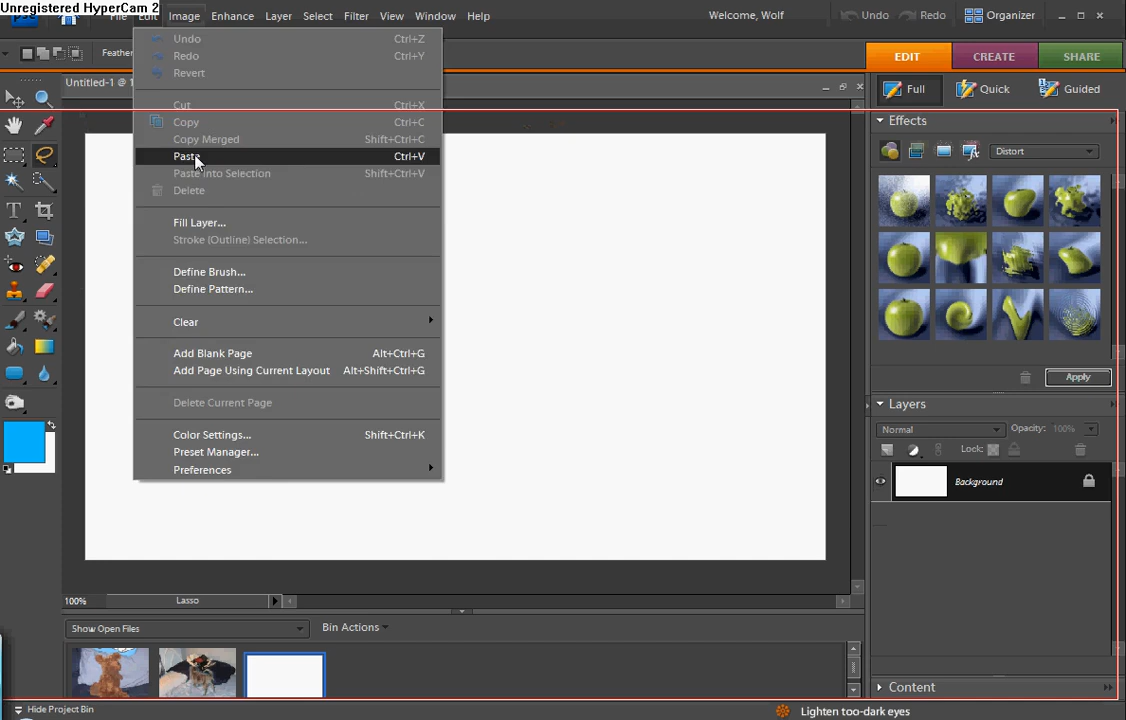 Unregistered HyperCam 2
File Edit Image Enhance Layer Select Filter View Window Help
Welcome, Wolf
Undo Redo Organizer
Feather
EDIT CREATE SHARE
Full Quick Guided
Untitled-1 @ 1
Undo Ctrl+Z
Redo Ctrl+Y
Revert
Cut Ctrl+X
Copy Ctrl+C
Copy Merged Shift+Ctrl+C
Paste Ctrl+V
Paste Into Selection Shift+Ctrl+V
Delete
Fill Layer...
Stroke (Outline) Selection...
Define Brush...
Define Pattern...
Clear
Add Blank Page Alt+Ctrl+G
Add Page Using Current Layout Alt+Shift+Ctrl+G
Delete Current Page
Color Settings... Shift+Ctrl+K
Preset Manager...
Preferences
Effects
Distort
Apply
Layers
Normal Opacity: 100%
Lock:
Background
Content
100% Lasso
Show Open Files Bin Actions
Hide Project Bin
Lighten too-dark eyes